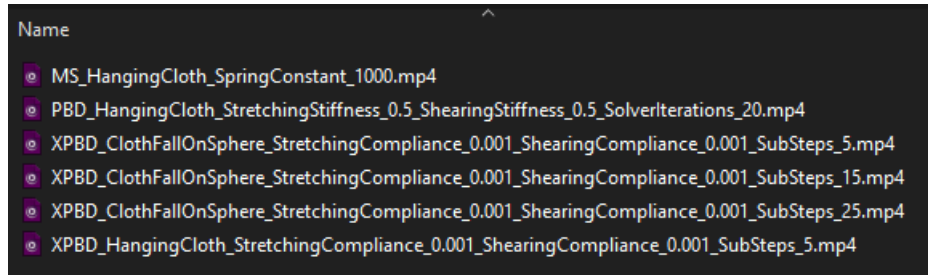 Name
MS_HangingCloth_SpringConstant_1000.mp4
PBD_HangingCloth_StretchingStiffness_0.5_ShearingStiffness_0.5_SolverIterations_20.mp4
XPBD_ClothFallOnSphere_StretchingCompliance_0.001_ShearingCompliance_0.001_SubSteps_5.mp4
XPBD_ClothFallOnSphere_StretchingCompliance_0.001_ShearingCompliance_0.001_SubSteps_15.mp4
XPBD_ClothFallOnSphere_StretchingCompliance_0.001_ShearingCompliance_0.001_SubSteps_25.mp4
XPBD_HangingCloth_StretchingCompliance_0.001_ShearingCompliance_0.001_SubSteps_5.mp4